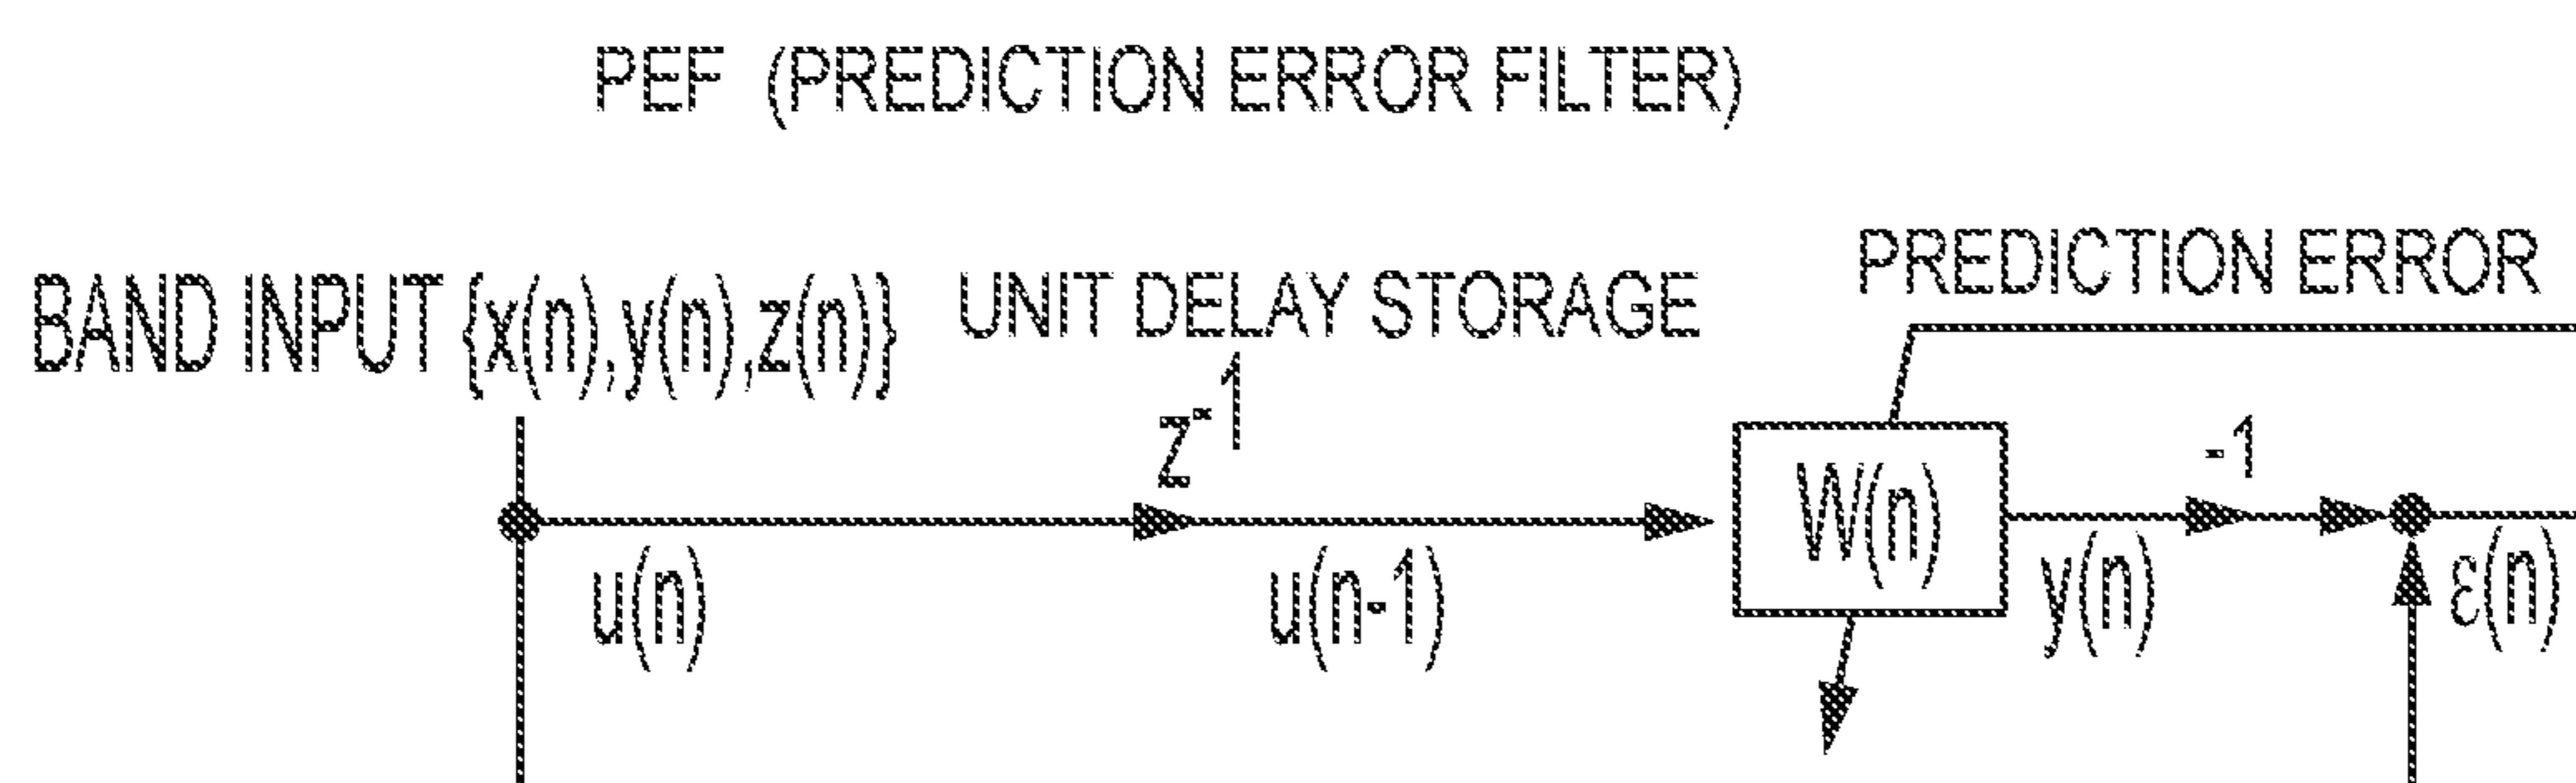 PEF (PREDICTION ERROR FILTER)
PREDICTION ERROR
BAND INPUT {x(n),y(n),z(n)} UNIT DELAY STORAGE
z-1
-1
W(n)
u(n) u(n-1) y(n) ε(n)